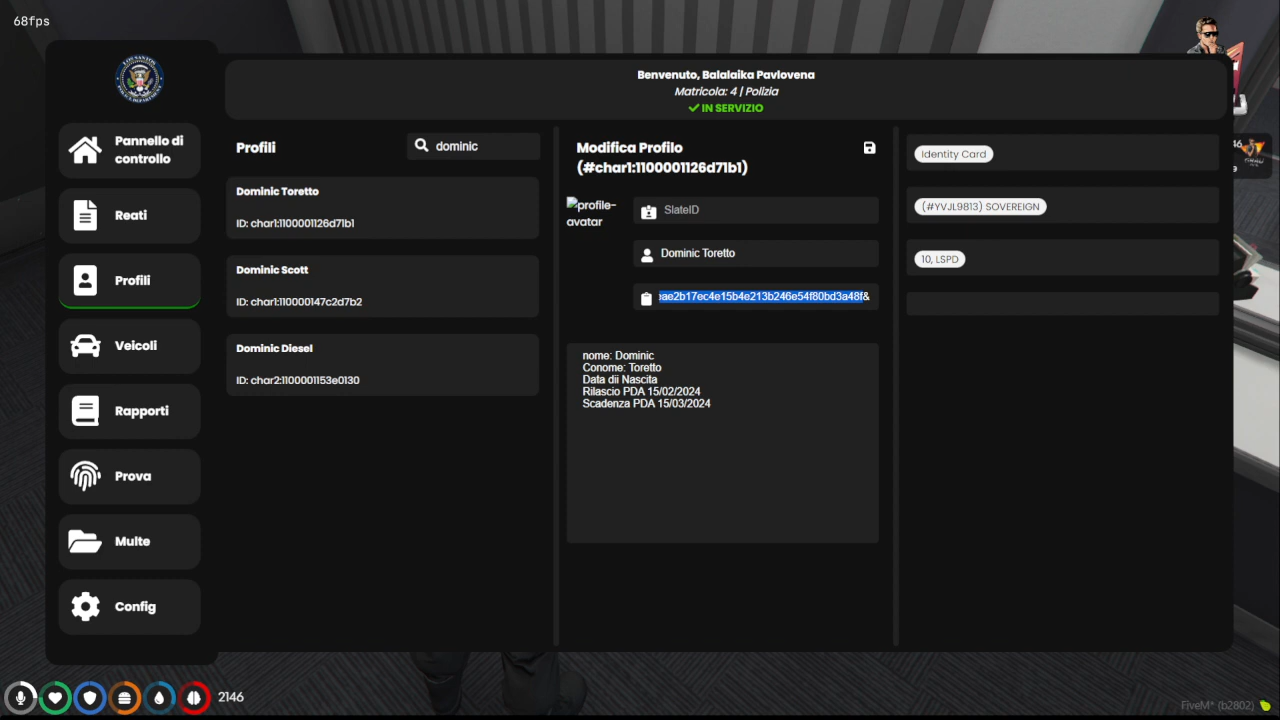 68fps
Benvenuto, Balalaika Pavlovena
Matricola: 4 | Polizia
IN SERVIZIO
Pannello di
controllo
Reati
Profili
Veicoli
Rapporti
Prova
Multe
Config
Profili
dominic
Dominic Toretto
ID: char1:1100001126d71b1
Dominic Scott
ID: char1:110000147c2d7b2
Dominic Diesel
ID: char2:1100001153e0130
Modifica Profilo
(#char1:1100001126d71b1)
profile-
avatar
SlateID
Dominic Toretto
eae2b17ec4e15b4e213b246e54f80bd3a48f&
nome: Dominic
Conome: Toretto
Data dii Nascita
Rilascio PDA 15/02/2024
Scadenza PDA 15/03/2024
Identity Card
(#YVJL9813) SOVEREIGN
10, LSPD
2146
FiveM* (b2802)